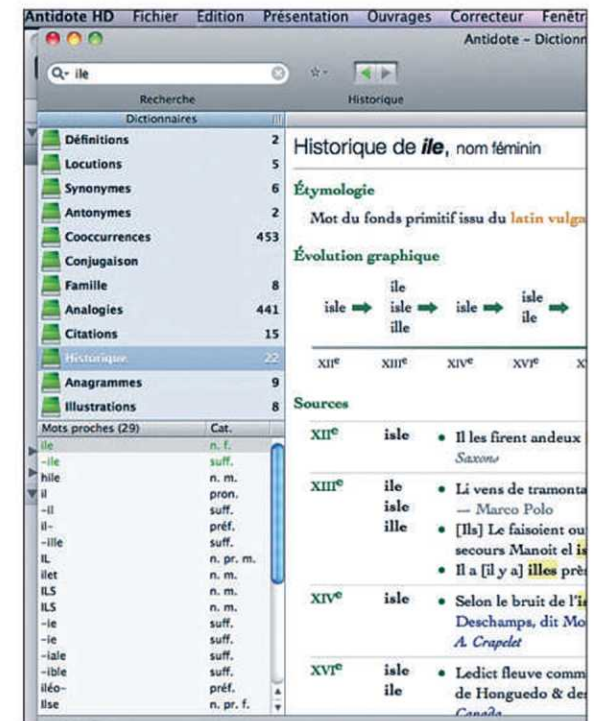 Antidote HD Fichier Edition Présentation Ouvrages Correcteur Fenêtr
Antidote – Dictionn
ile
Recherche Historique
Dictionnaires
Définitions 2
Locutions 5
Synonymes 6
Antonymes 2
Cooccurrences 453
Conjugaison
Famille 8
Analogies 441
Citations 15
Historique 22
Anagrammes 9
Illustrations 8
Mots proches (29) Cat.
ile n. f.
-ile suff.
hile n. m.
il pron.
-il suff.
il- préf.
-ille suff.
IL n. pr. m.
ilet n. m.
ILS n. m.
ILS n. m.
-ie suff.
-ie suff.
-iale suff.
-ible suff.
iléo- préf.
Ilse n. pr. f.
Historique de ile, nom féminin
Étymologie
Mot du fonds primitif issu du latin vulga
Évolution graphique
ile
isle isle isle isle
ille ile
XIIe XIIIe XIVe XVIe X
Sources
XIIe isle • Il les firent andeux
Saxons
XIIIe ile • Li vens de tramonta
isle — Marco Polo
ille • [Ils] Le faisoient ou
secours Manoit el is
• Il a [il y a] illes prè
XIVe isle • Selon le bruit de l'is
Deschamps, dit Mo
A. Crapelet
XVIe isle • Ledict fleuve comm
ile de Honguedo & de
Canada